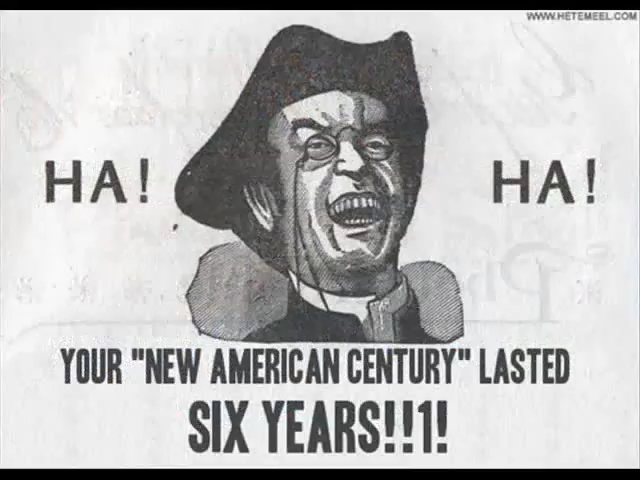 WWW.HETEMEEL.COM
HA! HA!
YOUR "NEW AMERICAN CENTURY" LASTED
SIX YEARS!!1!